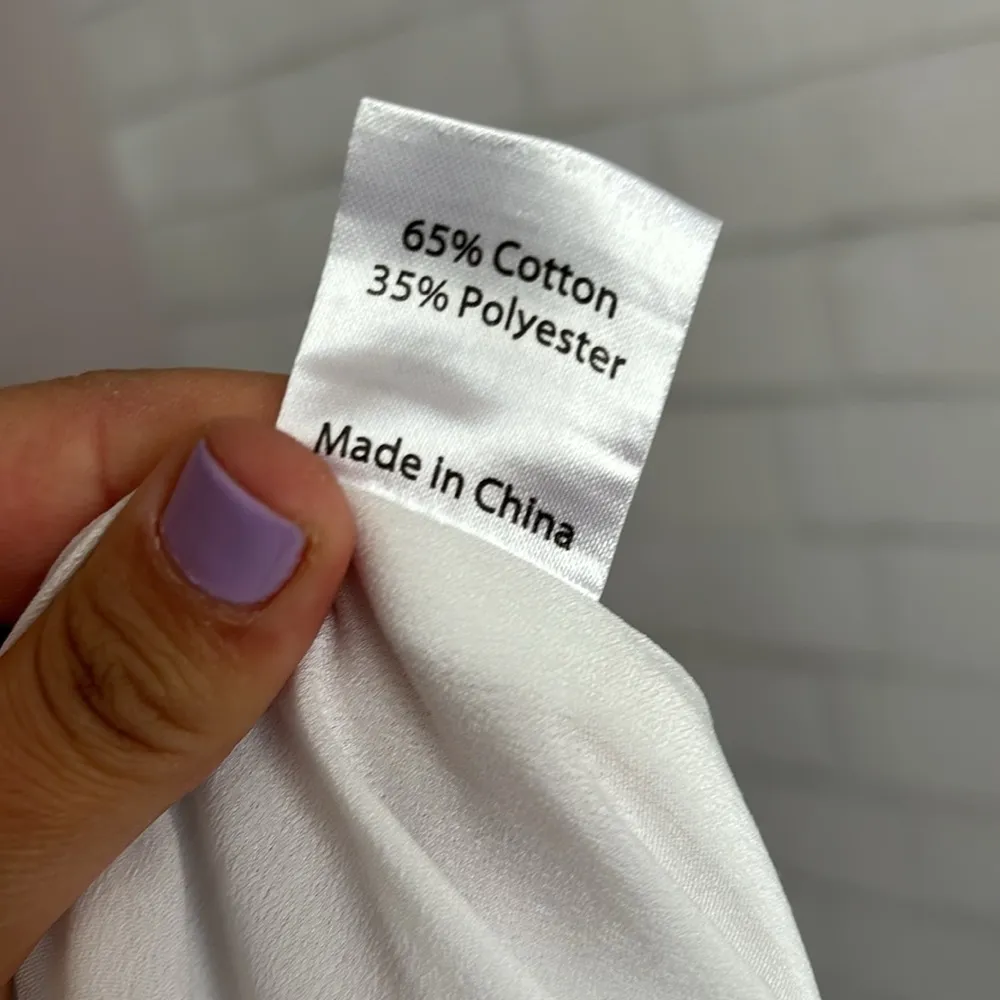 65% Cotton
35% Polyester
Made in China